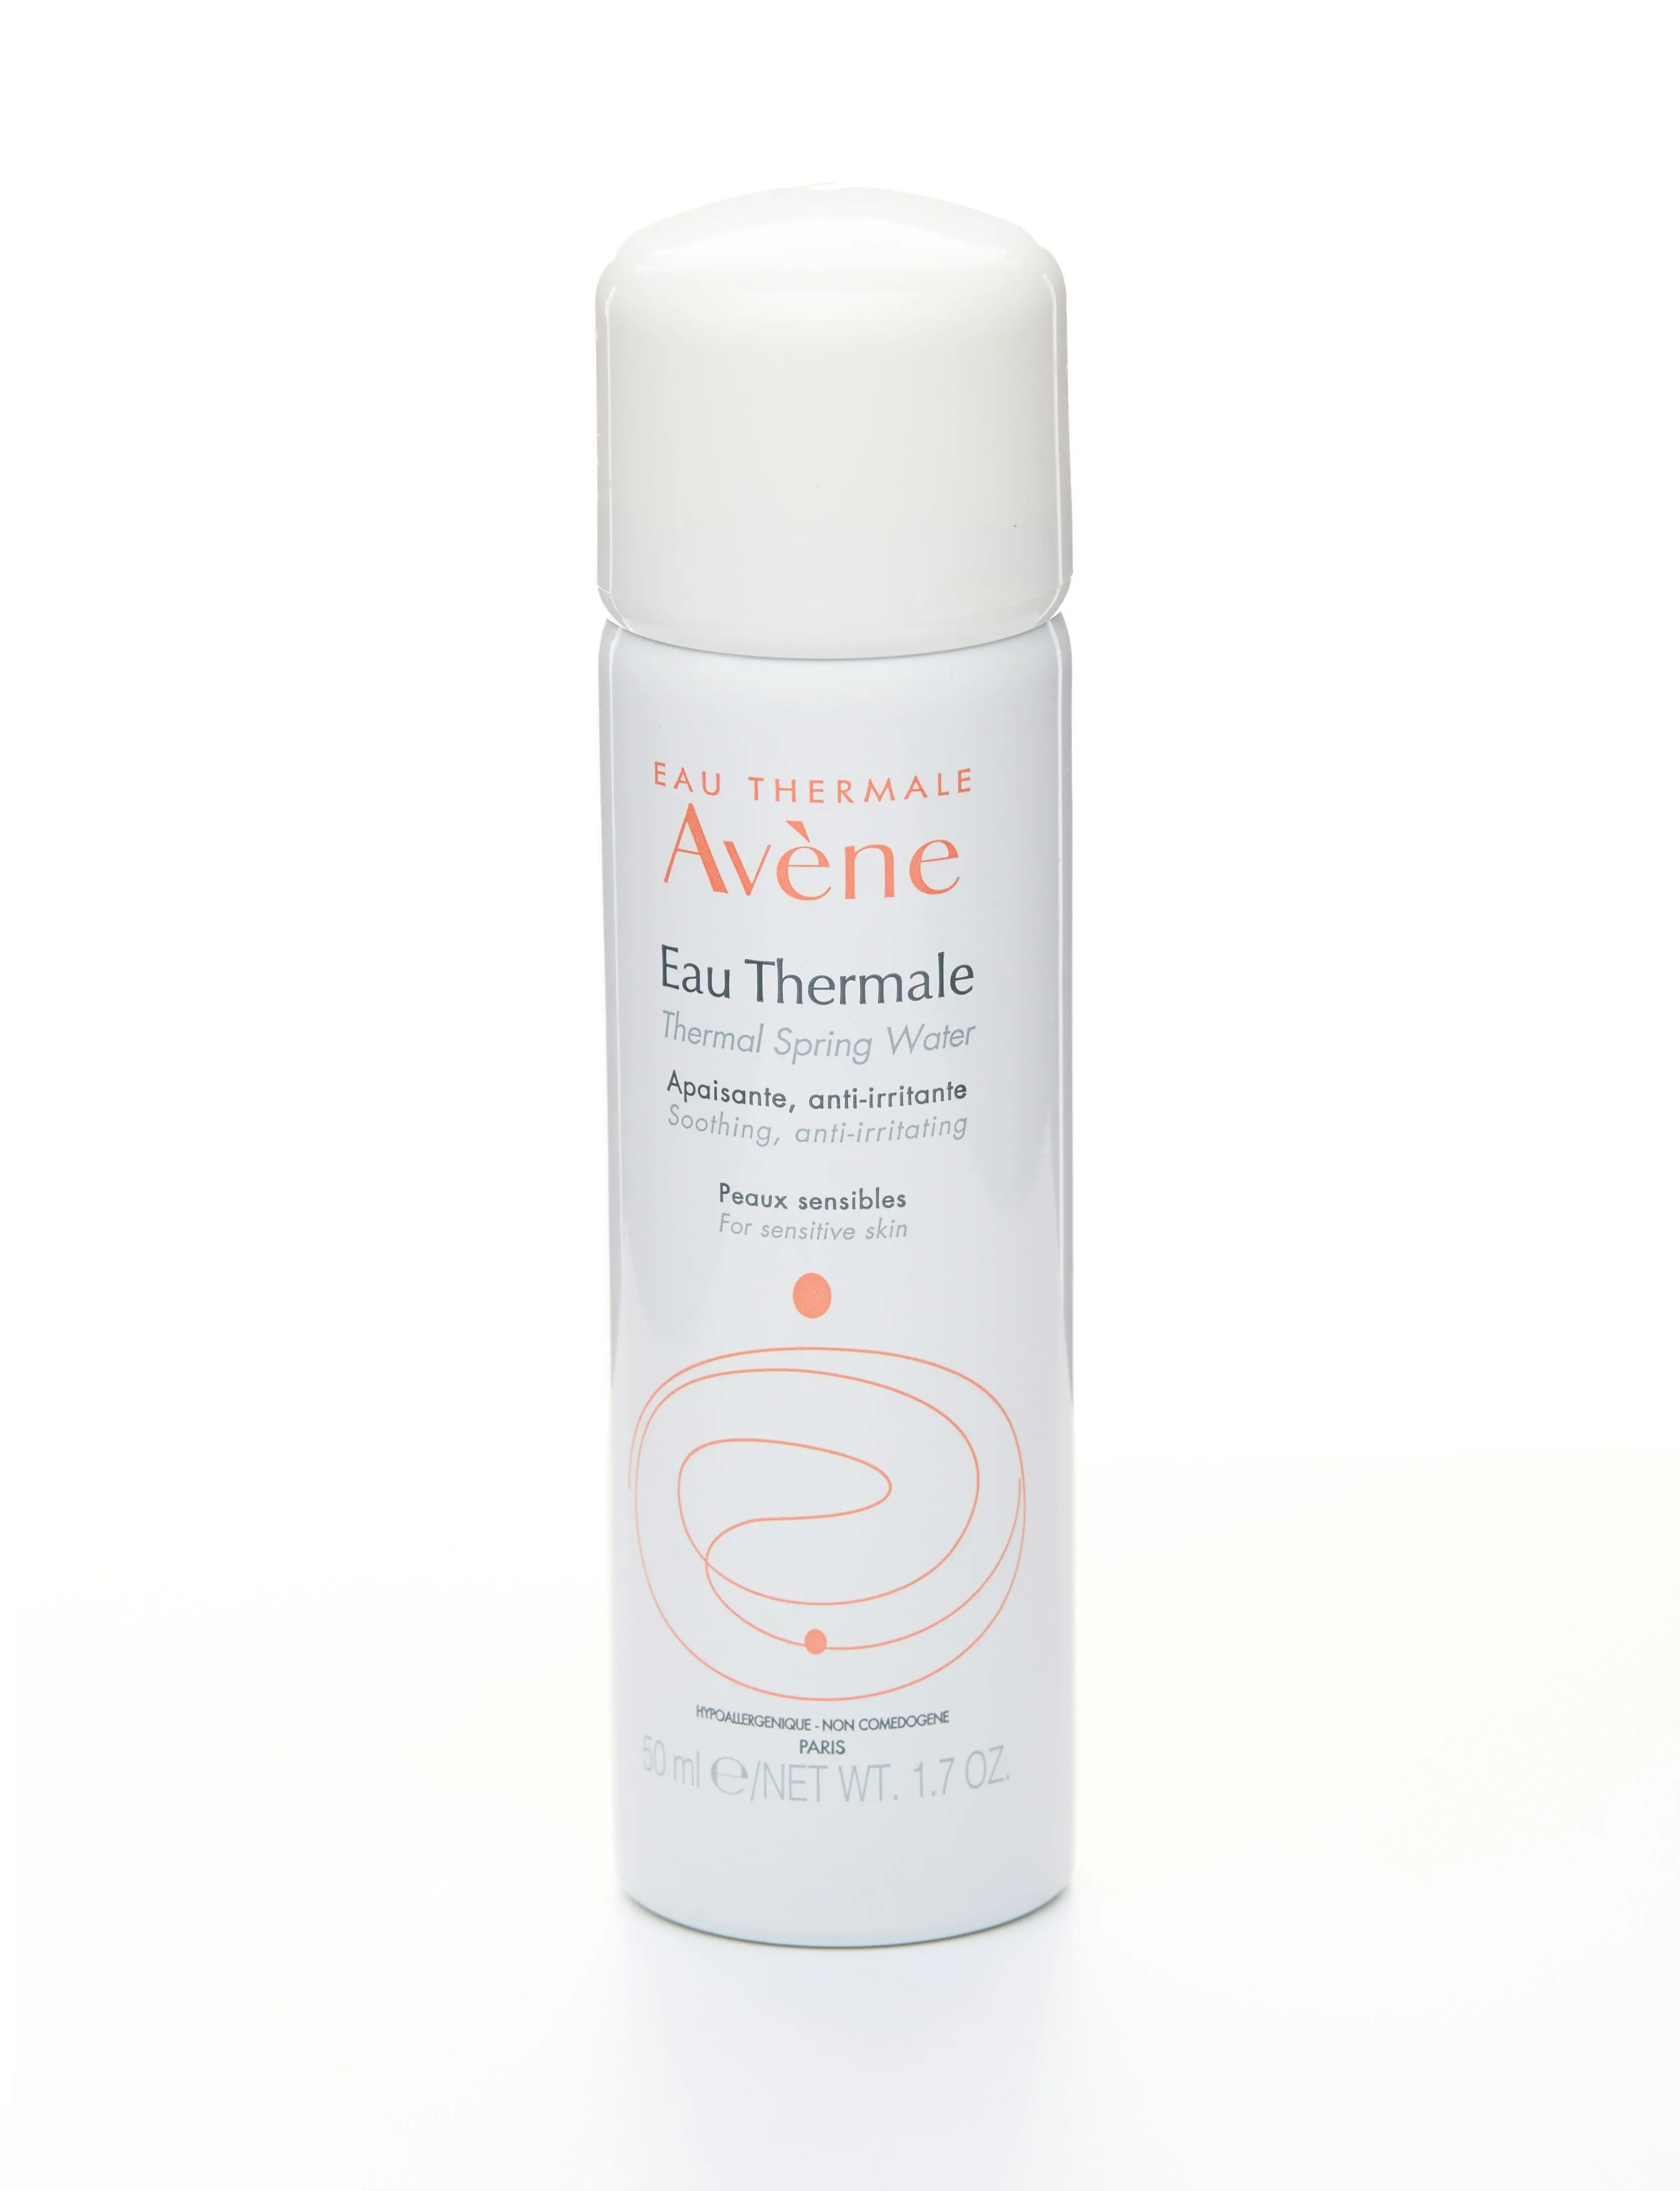 EAU THERMALE
Avène
Eau Thermale
Thermal Spring Water
Apaisante, anti-irritante
Soothing, anti-irritating
Peaux sensibles
For sensitive skin
HYPOALLERGENIQUE - NON COMEDOGENE
PARIS
50 ml ℮/NET WT. 1.7 OZ.